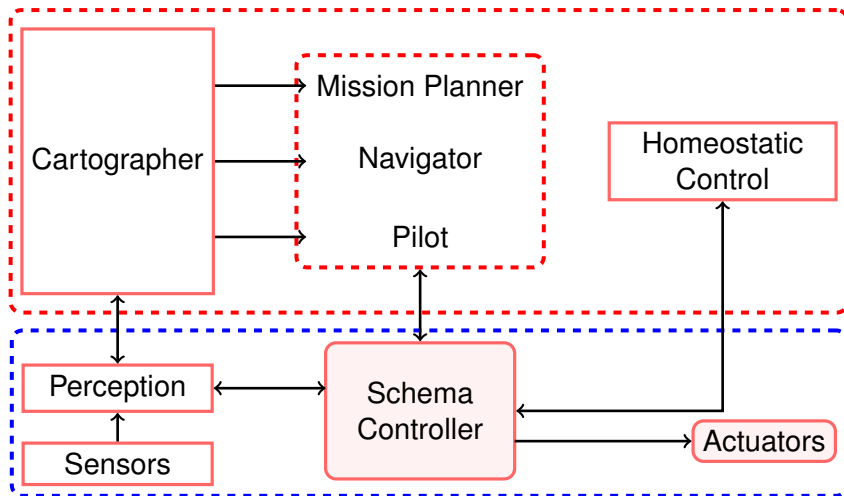 Mission Planner
Cartographer
Navigator
Homeostatic
Control
Pilot
Perception
Schema
Controller
Sensors
Actuators